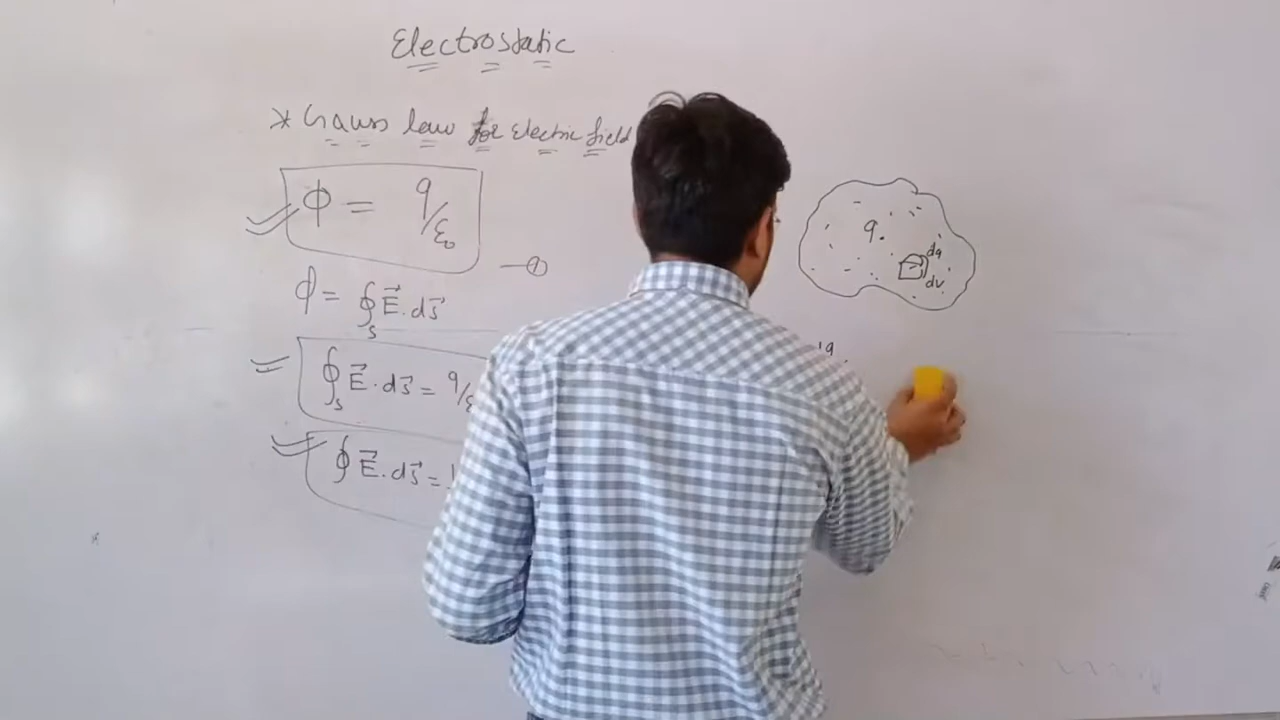 Electrostatic
* Gauss law for Electric field
ϕ = q/ε₀
—①
ϕ = ∮ₛ E⃗ . ds⃗
∮ₛ E⃗ . ds⃗ = q/ε
∮ E⃗ . ds⃗ =
q.
dq
dv